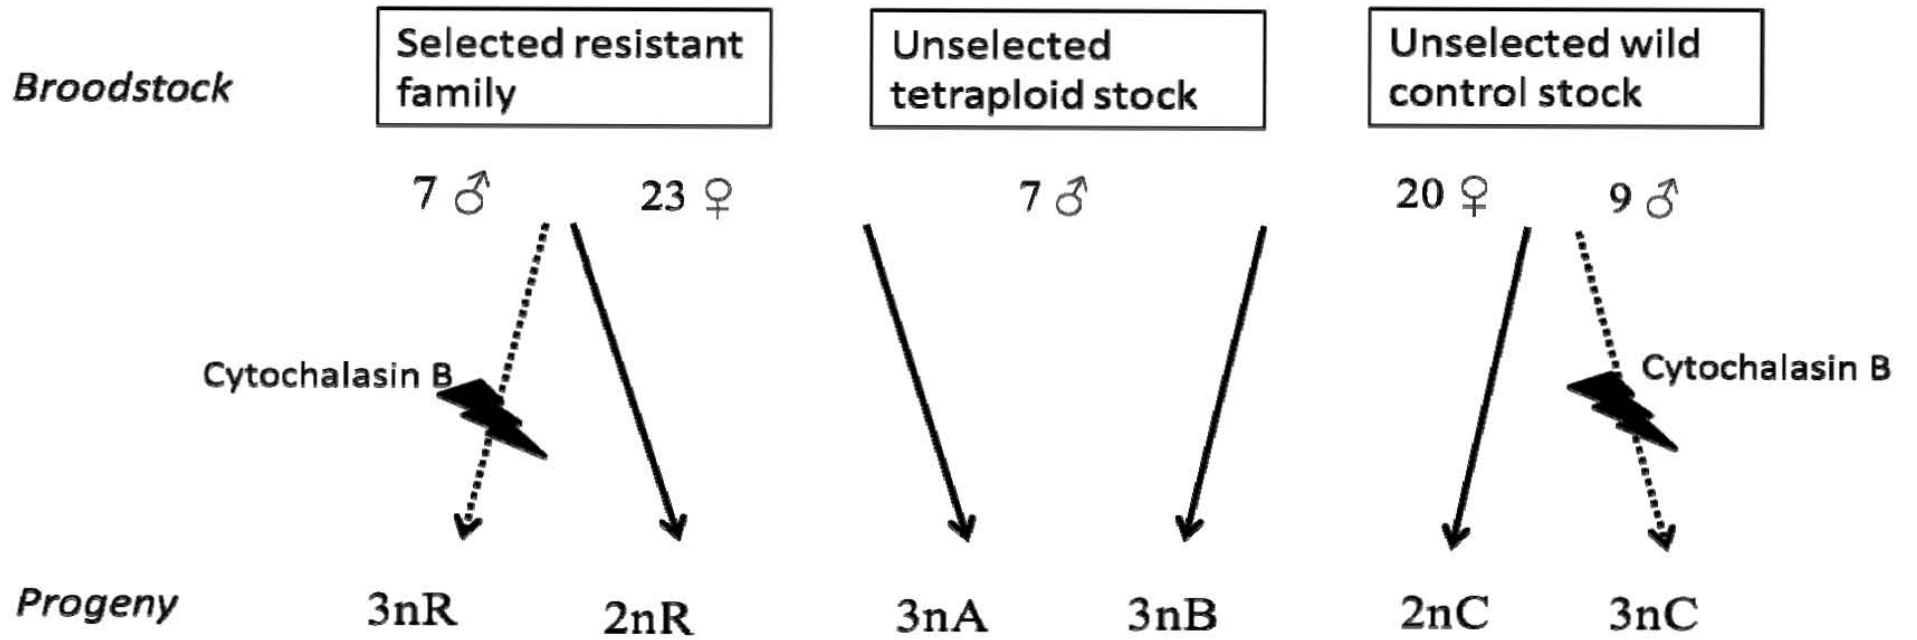 Broodstock
Selected resistant
family
Unselected
tetraploid stock
Unselected wild
control stock
7 ♂ 23 ♀ 7 ♂ 20 ♀ 9 ♂
Cytochalasin B
Cytochalasin B
Progeny
3nR 2nR 3nA 3nB 2nC 3nC